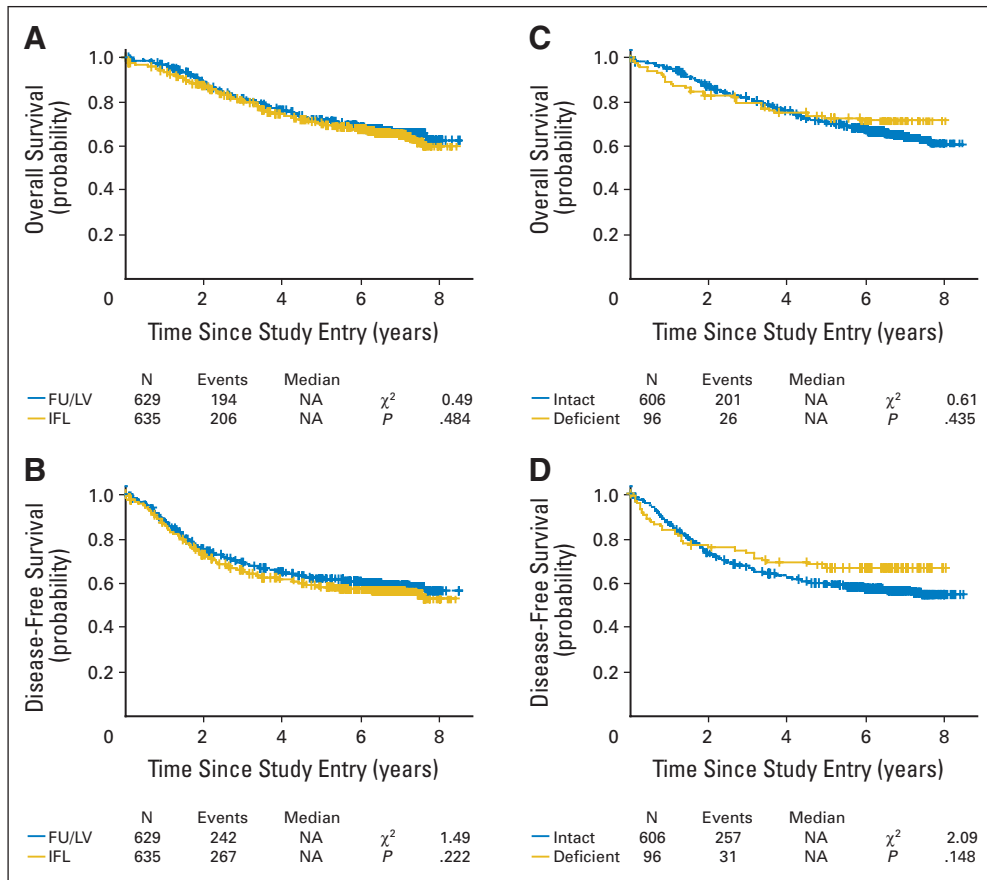 A
Overall Survival
(probability)
1.0
0.8
0.6
0.4
0.2
0
2
4
6
8
Time Since Study Entry (years)
N Events Median
FU/LV 629 194 NA χ² 0.49
IFL 635 206 NA P .484
B
Disease-Free Survival
(probability)
1.0
0.8
0.6
0.4
0.2
0
2
4
6
8
Time Since Study Entry (years)
N Events Median
FU/LV 629 242 NA χ² 1.49
IFL 635 267 NA P .222
C
Overall Survival
(probability)
1.0
0.8
0.6
0.4
0.2
0
2
4
6
8
Time Since Study Entry (years)
N Events Median
Intact 606 201 NA χ² 0.61
Deficient 96 26 NA P .435
D
Disease-Free Survival
(probability)
1.0
0.8
0.6
0.4
0.2
0
2
4
6
8
Time Since Study Entry (years)
N Events Median
Intact 606 257 NA χ² 2.09
Deficient 96 31 NA P .148